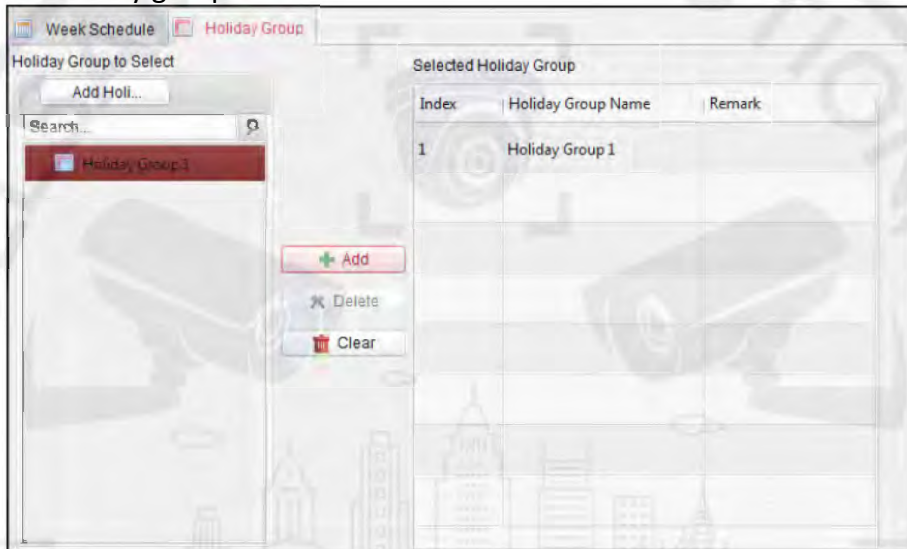 Week Schedule Holiday Group
Holiday Group to Select
Selected Holiday Group
Add Holi...
Index Holiday Group Name Remark
Search...
Holiday Group 1
1 Holiday Group 1
Add
Delete
Clear